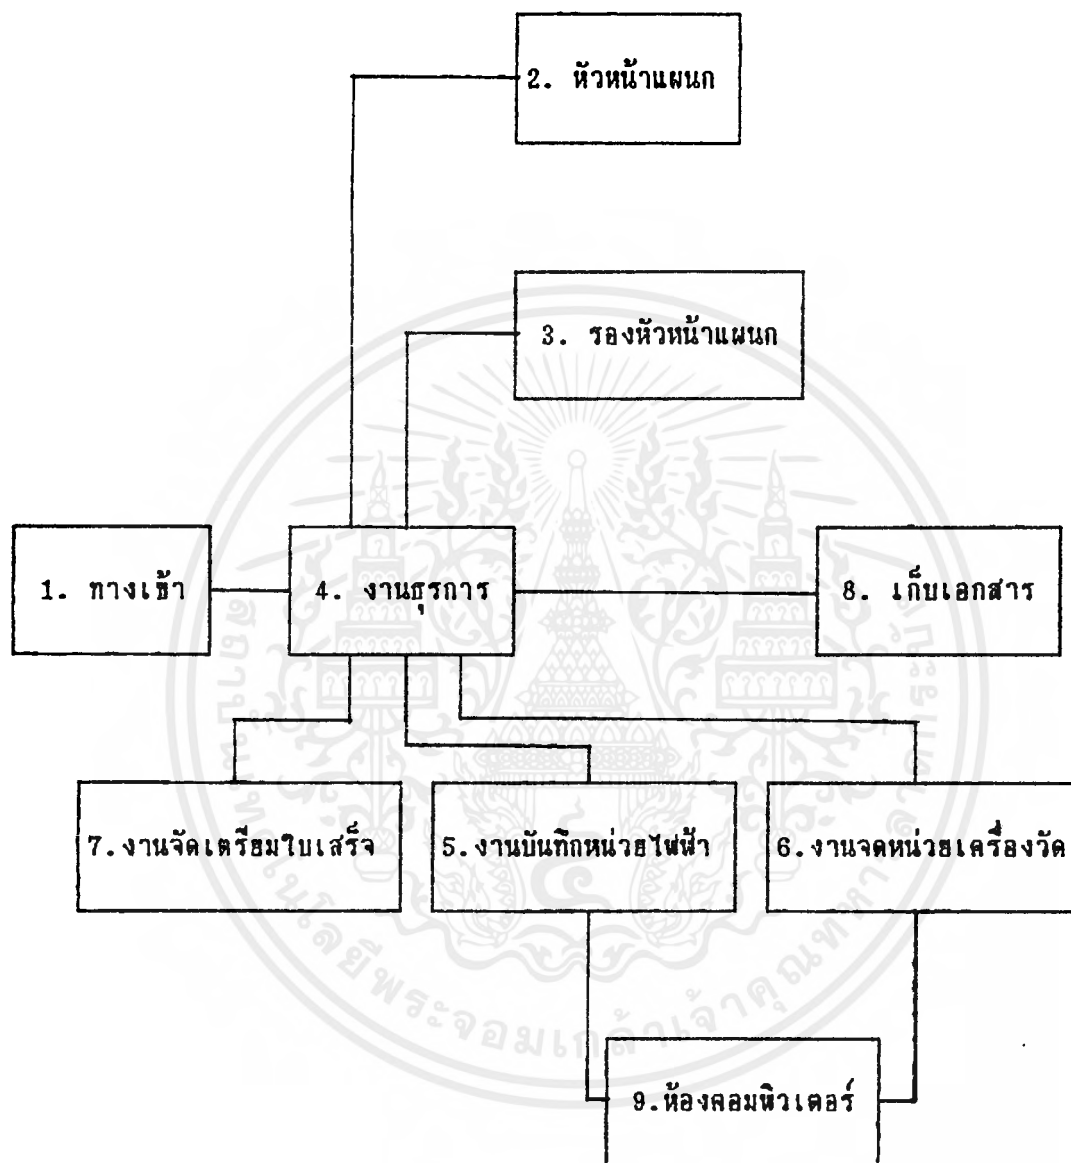 2. หัวหน้าแผนก
3. รองหัวหน้าแผนก
1. ทางเข้า
4. งานธุรการ
8. เก็บเอกสาร
7.งานจัดเตรียมใบเสร็จ
5.งานบันทึกหน่วยไฟฟ้า
6.งานจดหน่วยเครื่องวัด
9.ห้องคอมพิวเตอร์